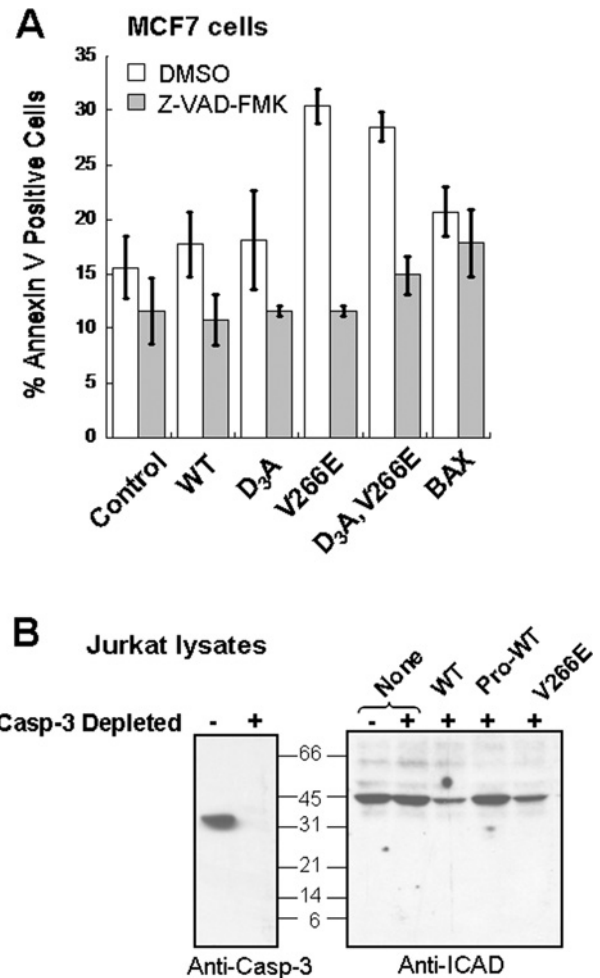 A MCF7 cells
% Annexin V Positive Cells
35
30
25
20
15
10
5
0
DMSO
Z-VAD-FMK
Control
WT
D₃A
V266E
D₃A, V266E
BAX
B Jurkat lysates
None WT Pro-WT V266E
Casp-3 Depleted - + - + + + +
66
45
31
21
14
6
Anti-Casp-3 Anti-ICAD